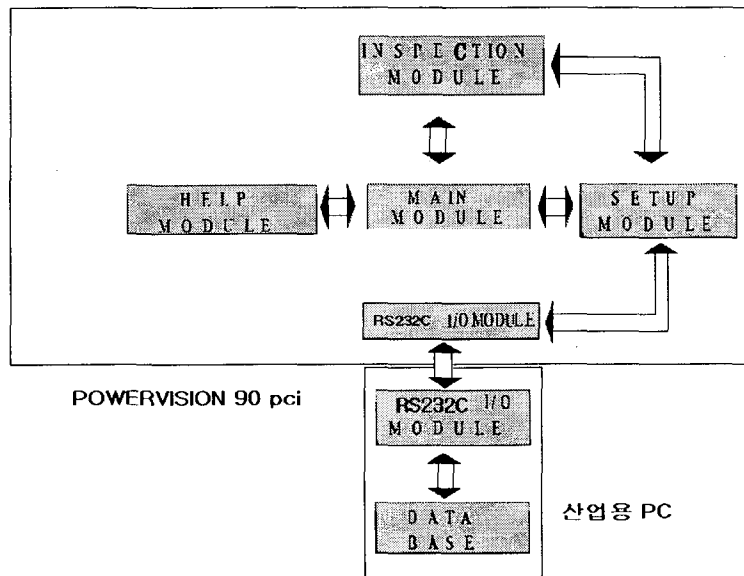 INSPECTION
MODULE
HELP
MODULE
MAIN
MODULE
SETUP
MODULE
RS232C I/O MODULE
POWERVISION 90 pci
RS232C I/O
MODULE
DATA
BASE
산업용 PC